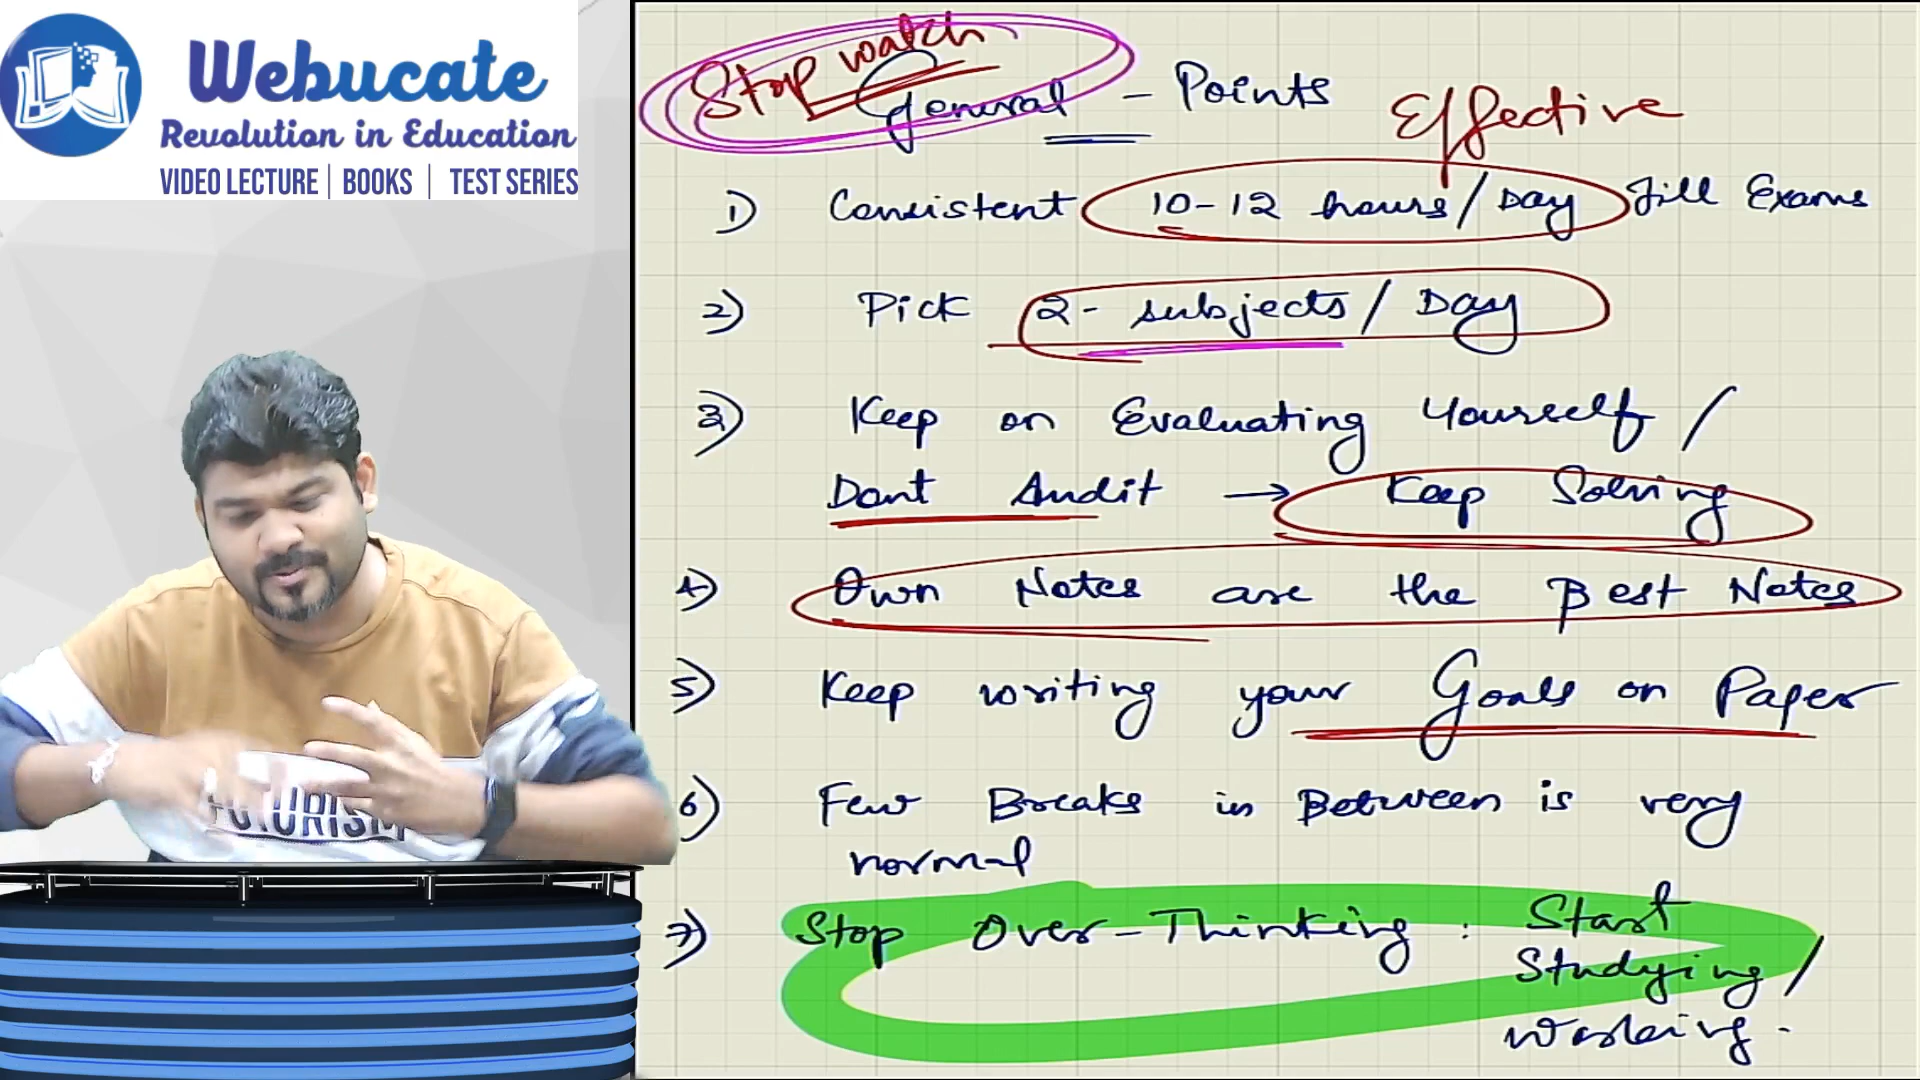 Webucate
Revolution in Education
VIDEO LECTURE | BOOKS | TEST SERIES
FUTURISM
Stop watch
General - Points
Effective
1) Consistent 10-12 hours/Day Till Exams
2) Pick 2- subjects / Day
3) Keep on Evaluating Yourself /
Dont Audit → Keep Solving
4) Own Notes are the Best Notes
5) Keep writing your Goals on Paper
6) Few Breaks in Between is very
normal
7) Stop Over-Thinking : Start
Studying /
Working.